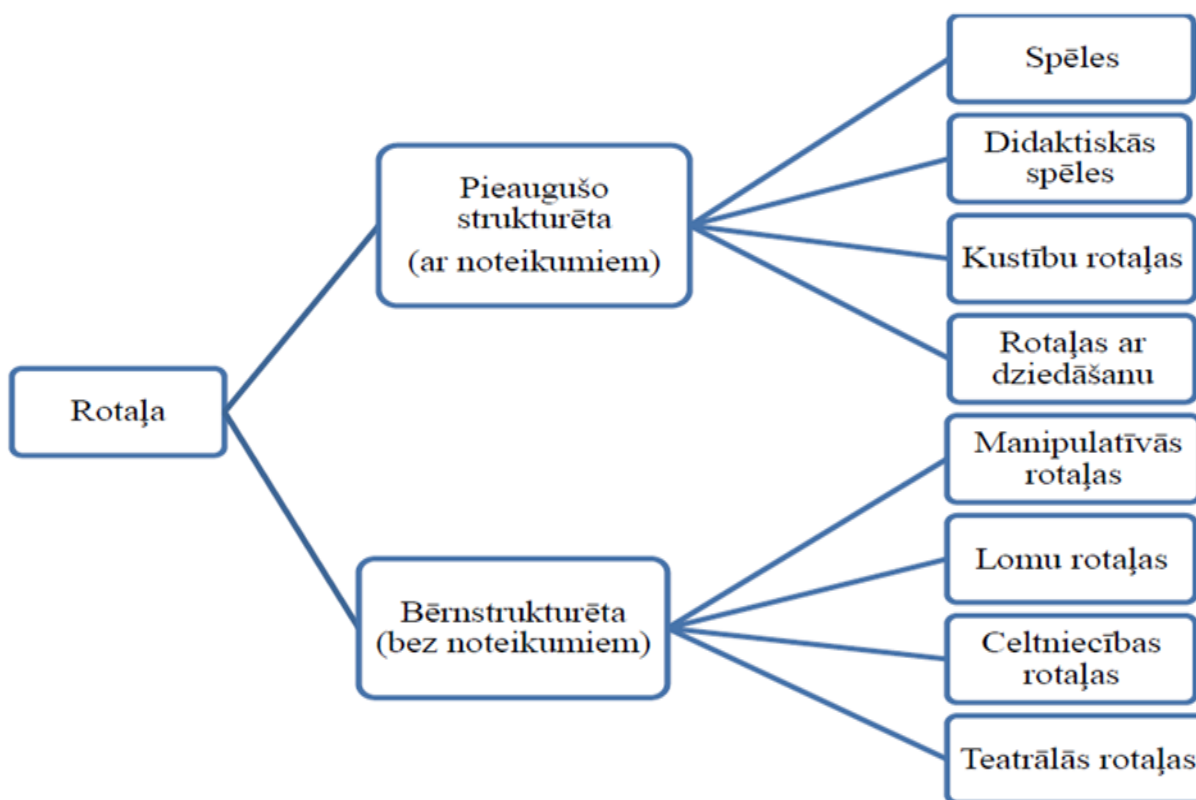 Rotaļa
Pieaugušo
strukturēta
(ar noteikumiem)
Spēles
Didaktiskās
spēles
Kustību rotaļas
Rotaļas ar
dziedāšanu
Bērnstrukturēta
(bez noteikumiem)
Manipulatīvās
rotaļas
Lomu rotaļas
Celtniecības
rotaļas
Teatrālās rotaļas